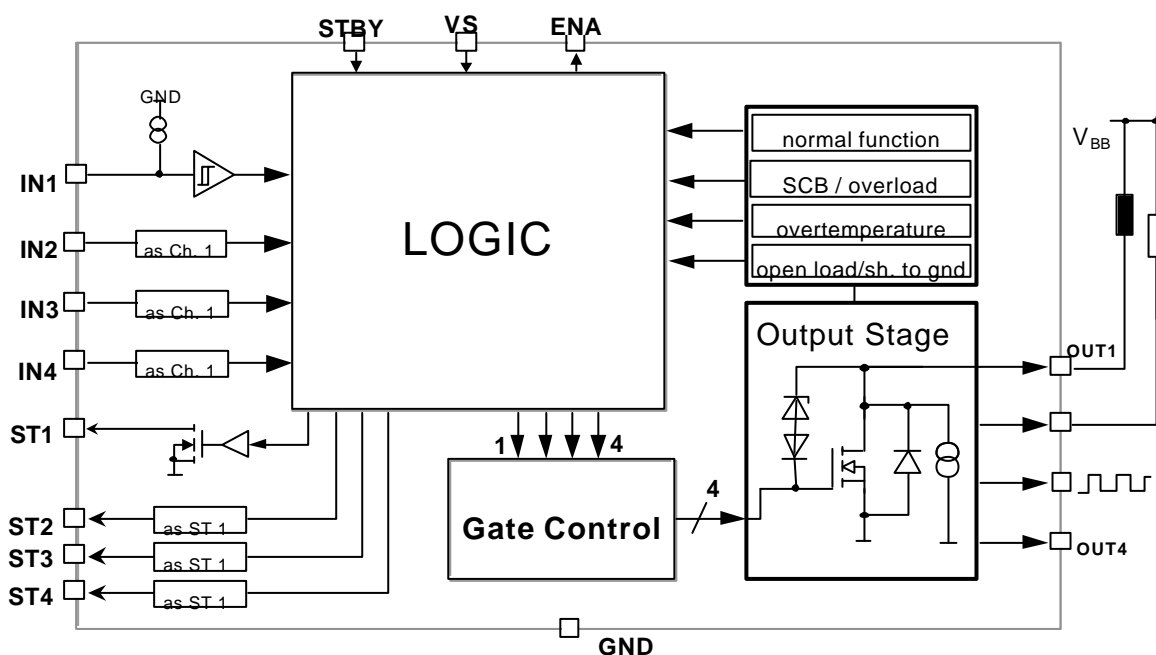 STBY VS ENA
GND
IN1
IN2 as Ch. 1
IN3 as Ch. 1
IN4 as Ch. 1
ST1
ST2 as ST 1
ST3 as ST 1
ST4 as ST 1
LOGIC
normal function
SCB / overload
overtemperature
open load/sh. to gnd
VBB
Output Stage
OUT1
OUT4
1 4
Gate Control
4
GND